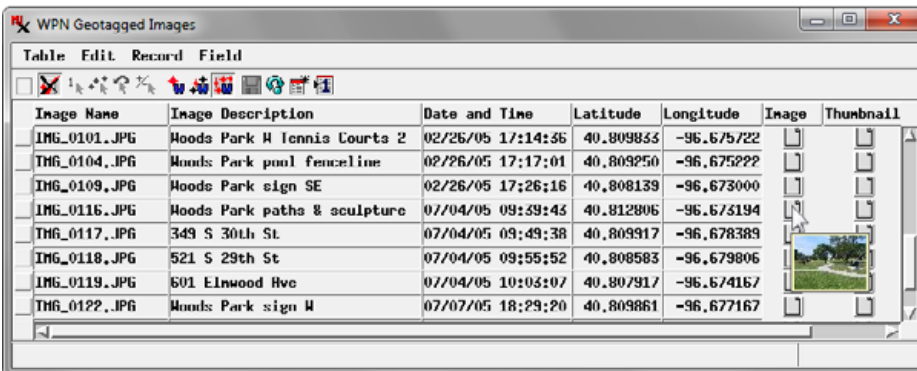 WPN Geotagged Images
Table Edit Record Field
Image Name Image Description Date and Time Latitude Longitude Image Thumbnail
IMG_0101.JPG Woods Park W Tennis Courts 2 02/26/05 17:14:36 40.809833 -96.675722
IMG_0104.JPG Woods Park pool fenceline 02/26/05 17:17:01 40.809250 -96.675222
IMG_0109.JPG Woods Park sign SE 02/26/05 17:26:16 40.808139 -96.673000
IMG_0116.JPG Woods Park paths & sculpture 07/04/05 09:39:43 40.812806 -96.673194
IMG_0117.JPG 349 S 30th St 07/04/05 09:49:38 40.809917 -96.678389
IMG_0118.JPG 521 S 29th St 07/04/05 09:55:52 40.808583 -96.679806
IMG_0119.JPG 601 Elmwood Ave 07/04/05 10:03:07 40.807917 -96.674167
IMG_0122.JPG Woods Park sign W 07/07/05 18:29:20 40.809861 -96.677167